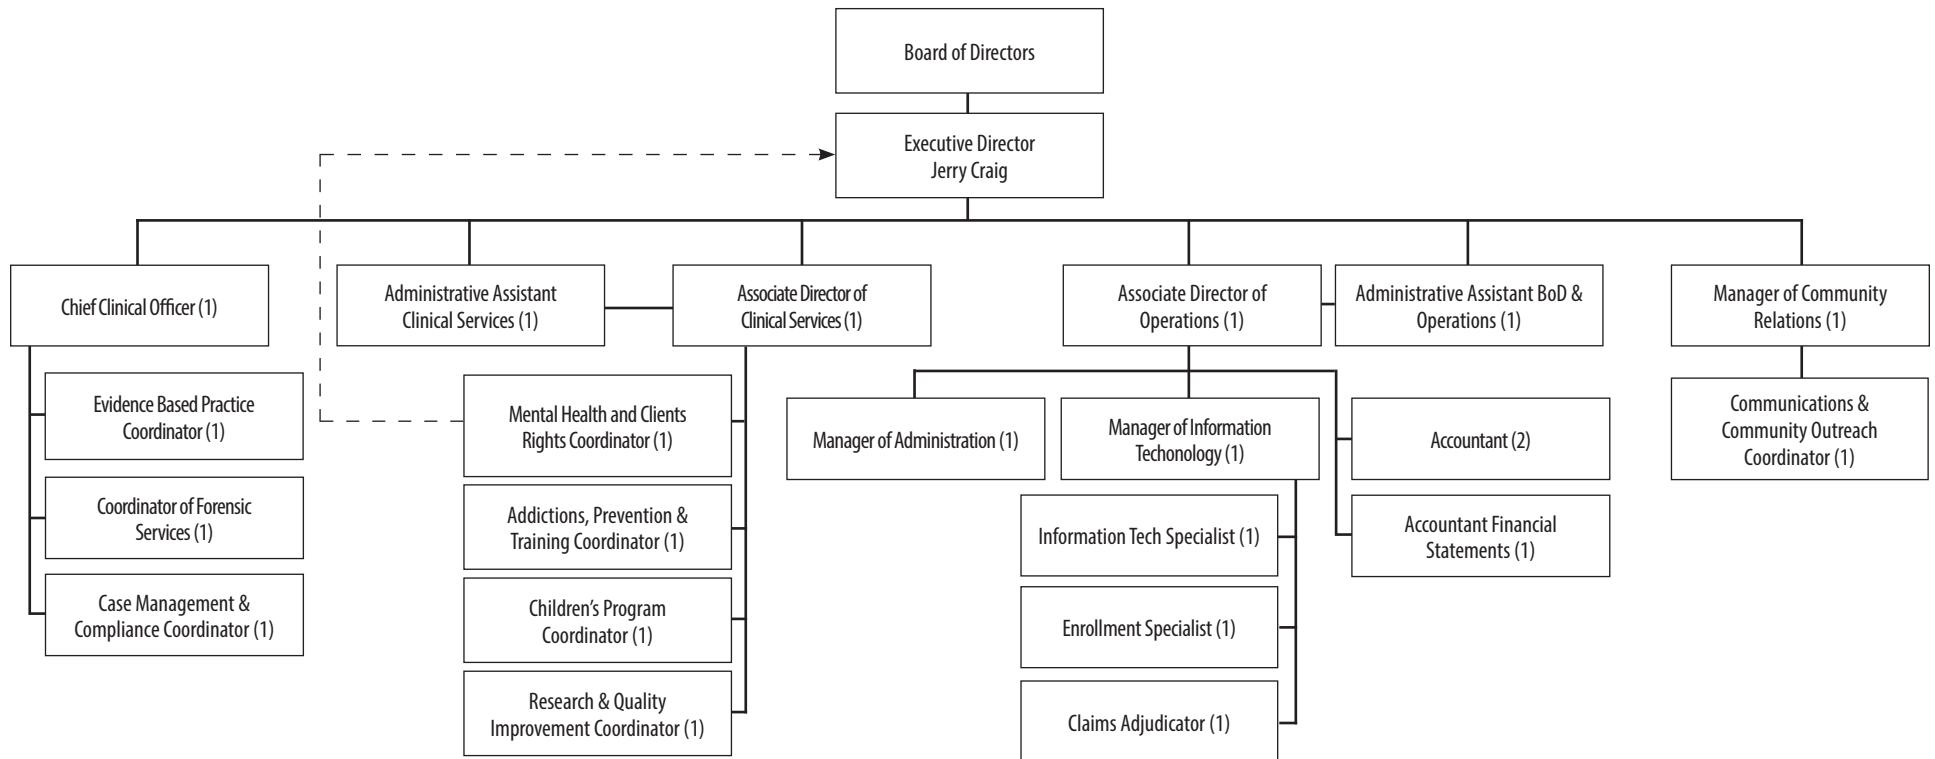 Board of Directors
Executive Director
Jerry Craig
Chief Clinical Officer (1)
Administrative Assistant
Clinical Services (1)
Associate Director of
Clinical Services (1)
Associate Director of
Operations (1)
Administrative Assistant BoD &
Operations (1)
Manager of Community
Relations (1)
Evidence Based Practice
Coordinator (1)
Coordinator of Forensic
Services (1)
Case Management &
Compliance Coordinator (1)
Mental Health and Clients
Rights Coordinator (1)
Addictions, Prevention &
Training Coordinator (1)
Children’s Program
Coordinator (1)
Research & Quality
Improvement Coordinator (1)
Manager of Administration (1)
Manager of Information
Techonology (1)
Information Tech Specialist (1)
Enrollment Specialist (1)
Claims Adjudicator (1)
Accountant (2)
Accountant Financial
Statements (1)
Communications &
Community Outreach
Coordinator (1)